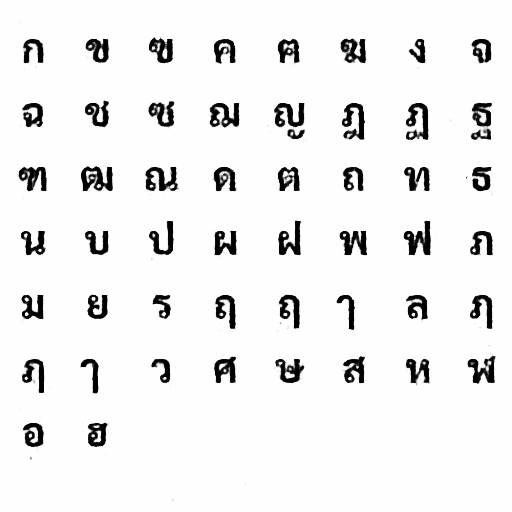 ก ข ฃ ค ฅ ฆ ง จ
ฉ ช ซ ฌ ญ ฎ ฏ ฐ
ฑ ฒ ณ ด ต ถ ท ธ
น บ ป ผ ฝ พ ฟ ภ
ม ย ร ฤ ฤ ๅ ล ฦ
ฦ ๅ ว ศ ษ ส ห ฬ
อ ฮ